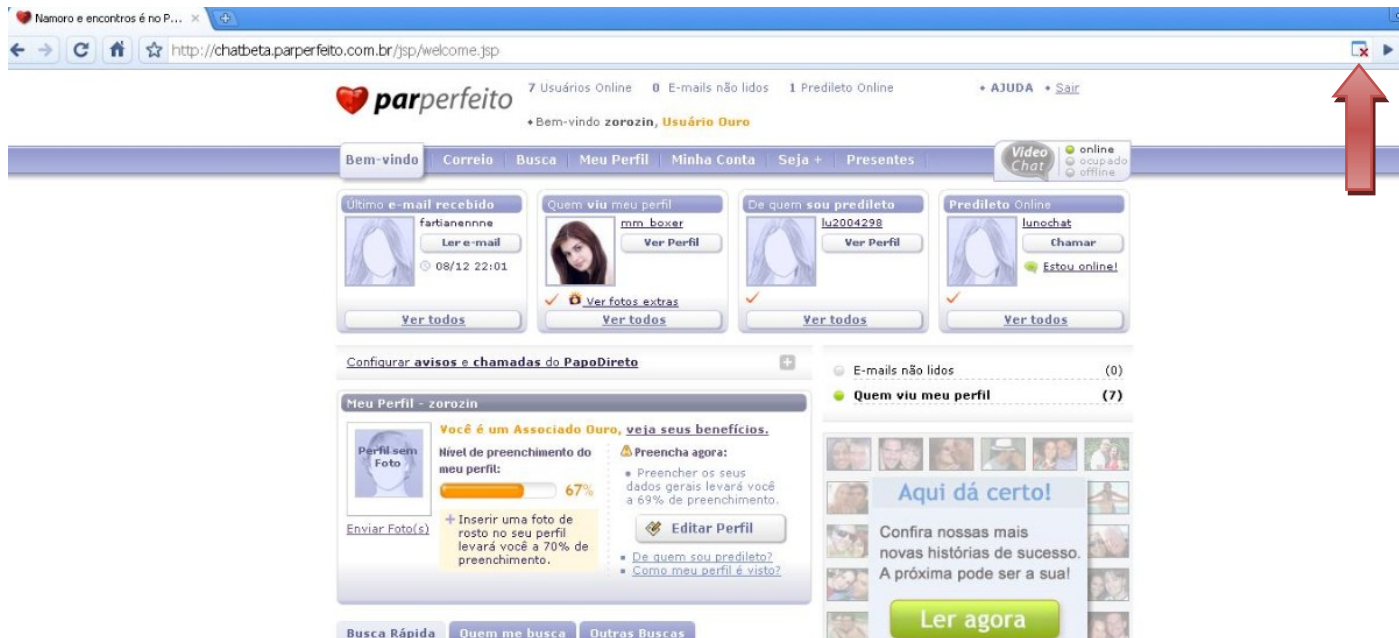 Namoro e encontros é no P...
http://chatbeta.parperfeito.com.br/jsp/welcome.jsp
parperfeito
7 Usuários Online 0 E-mails não lidos 1 Predileto Online
• AJUDA • Sair
Bem-vindo zorozin, Usuário Ouro
Bem-vindo Correio Busca Meu Perfil Minha Conta Seja + Presentes
Video Chat
online
ocupado
offline
Último e-mail recebido
fartianennne
Ler e-mail
08/12 22:01
Ver todos
Quem viu meu perfil
mm_boxer
Ver Perfil
Ver fotos extras
Ver todos
De quem sou predileto
lu2004298
Ver Perfil
Ver todos
Predileto Online
lunochat
Chamar
Estou online!
Ver todos
Configurar avisos e chamadas do PapoDireto
E-mails não lidos (0)
Quem viu meu perfil (7)
Meu Perfil - zorozin
Perfil sem
Foto
Enviar Foto(s)
Você é um Associado Ouro, veja seus benefícios.
Nível de preenchimento do
meu perfil:
67%
+ Inserir uma foto de
rosto no seu perfil
levará você a 70% de
preenchimento.
Preencha agora:
• Preencher os seus
dados gerais levará você
a 69% de preenchimento.
Editar Perfil
• De quem sou predileto?
• Como meu perfil é visto?
Aqui dá certo!
Confira nossas mais
novas histórias de sucesso.
A próxima pode ser a sua!
Ler agora
Busca Rápida Quem me busca Outras Buscas